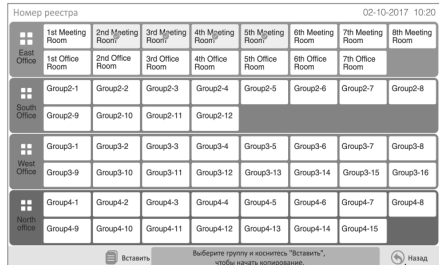 Номер реестра 02-10-2017 10:20
1st Meeting Room 2nd Meeting Room 3rd Meeting Room 4th Meeting Room 5th Meeting Room 6th Meeting Room 7th Meeting Room 8th Meeting Room
East Office
1st Office Room 2nd Office Room 3rd Office Room 4th Office Room 5th Office Room 6th Office Room 7th Office Room
Group2-1 Group2-2 Group2-3 Group2-4 Group2-5 Group2-6 Group2-7 Group2-8
South Office
Group2-9 Group2-10 Group2-11 Group2-12
Group3-1 Group3-2 Group3-3 Group3-4 Group3-5 Group3-6 Group3-7 Group3-8
West Office
Group3-9 Group3-10 Group3-11 Group3-12 Group3-13 Group3-14 Group3-15 Group3-16
Group4-1 Group4-2 Group4-3 Group4-4 Group4-5 Group4-6 Group4-7 Group4-8
North office
Group4-9 Group4-10 Group4-11 Group4-12 Group4-13 Group4-14 Group4-15
Вставить
Выберите группу и коснитесь "Вставить",
чтобы начать копирование.
Назад